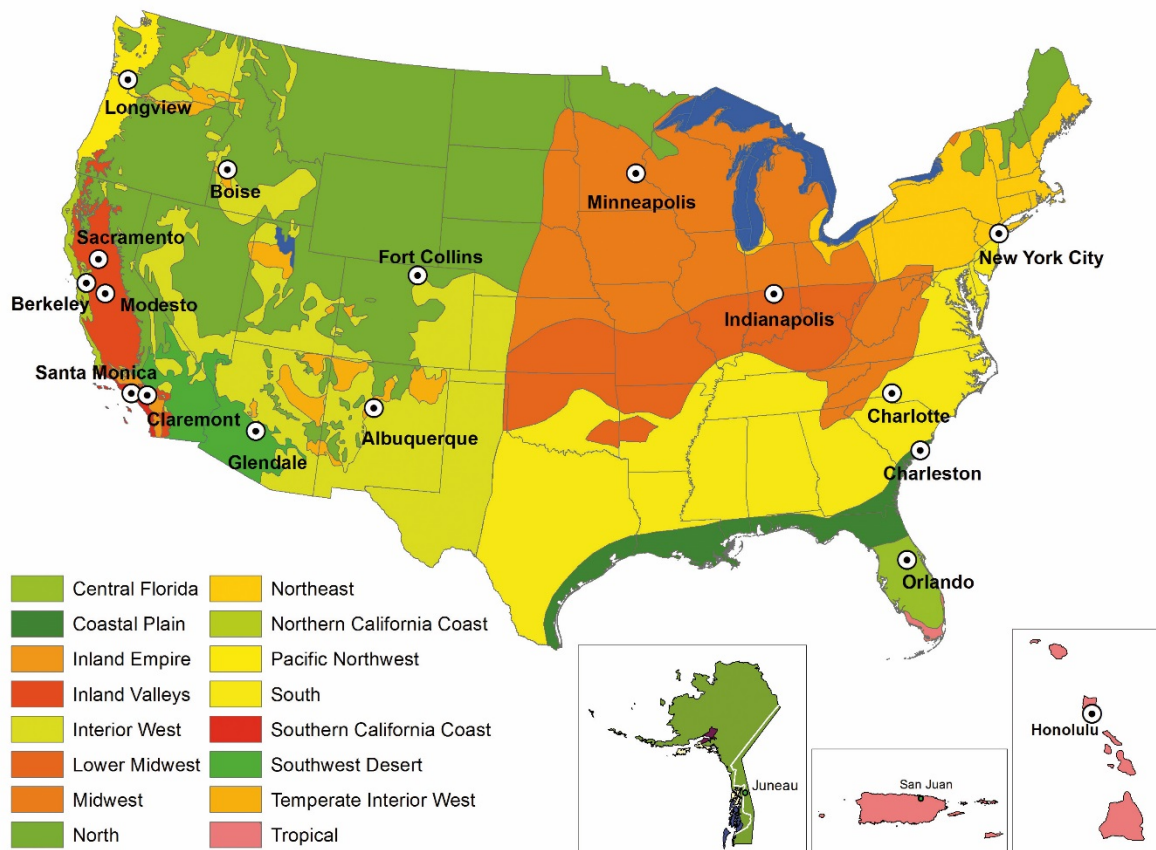 Longview
Boise
Minneapolis
Sacramento
Fort Collins
New York City
Berkeley
Modesto
Indianapolis
Santa Monica
Claremont
Charlotte
Albuquerque
Glendale
Charleston
Orlando
Central Florida
Coastal Plain
Inland Empire
Inland Valleys
Interior West
Lower Midwest
Midwest
North
Northeast
Northern California Coast
Pacific Northwest
South
Southern California Coast
Southwest Desert
Temperate Interior West
Tropical
Juneau
San Juan
Honolulu